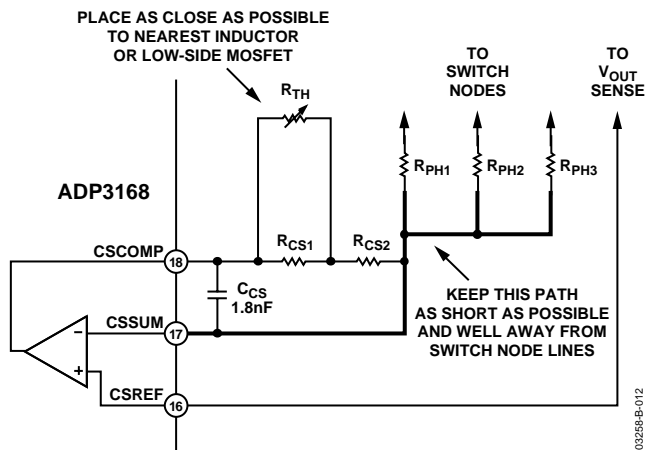 PLACE AS CLOSE AS POSSIBLE
TO NEAREST INDUCTOR
OR LOW-SIDE MOSFET
TO
SWITCH
NODES
TO
VOUT
SENSE
RTH
RPH1
RPH2
RPH3
ADP3168
CSCOMP
18
RCS1
RCS2
CCS
1.8nF
KEEP THIS PATH
AS SHORT AS POSSIBLE
AND WELL AWAY FROM
SWITCH NODE LINES
CSSUM
17
–
+
CSREF
16
03258-B-012